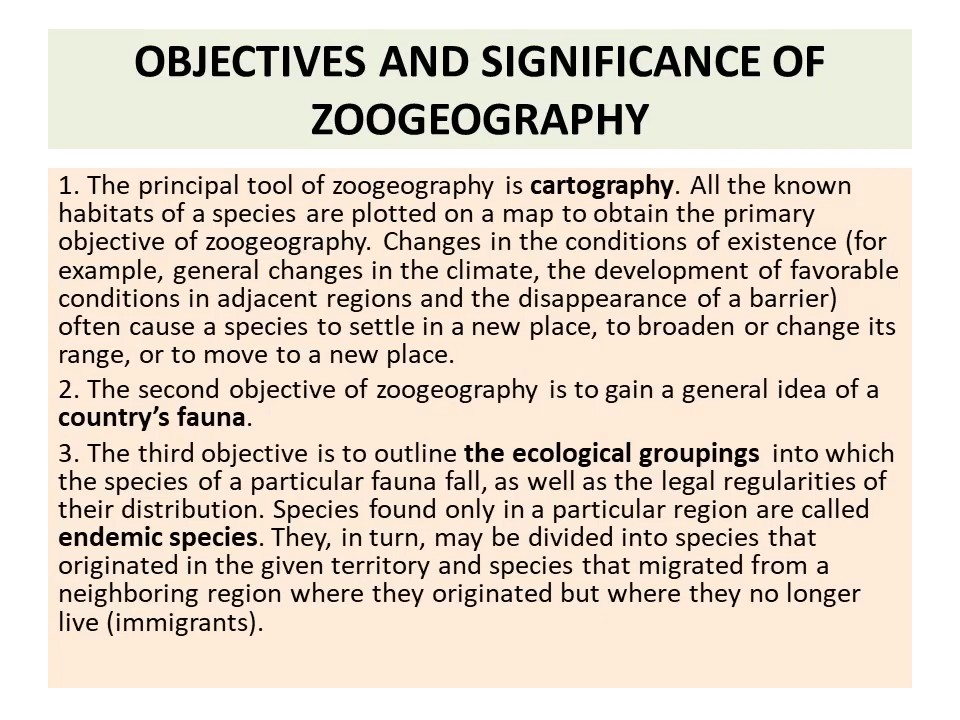 OBJECTIVES AND SIGNIFICANCE OF
ZOOGEOGRAPHY
1. The principal tool of zoogeography is cartography. All the known
habitats of a species are plotted on a map to obtain the primary
objective of zoogeography. Changes in the conditions of existence (for
example, general changes in the climate, the development of favorable
conditions in adjacent regions and the disappearance of a barrier)
often cause a species to settle in a new place, to broaden or change its
range, or to move to a new place.
2. The second objective of zoogeography is to gain a general idea of a
country’s fauna.
3. The third objective is to outline the ecological groupings into which
the species of a particular fauna fall, as well as the legal regularities of
their distribution. Species found only in a particular region are called
endemic species. They, in turn, may be divided into species that
originated in the given territory and species that migrated from a
neighboring region where they originated but where they no longer
live (immigrants).